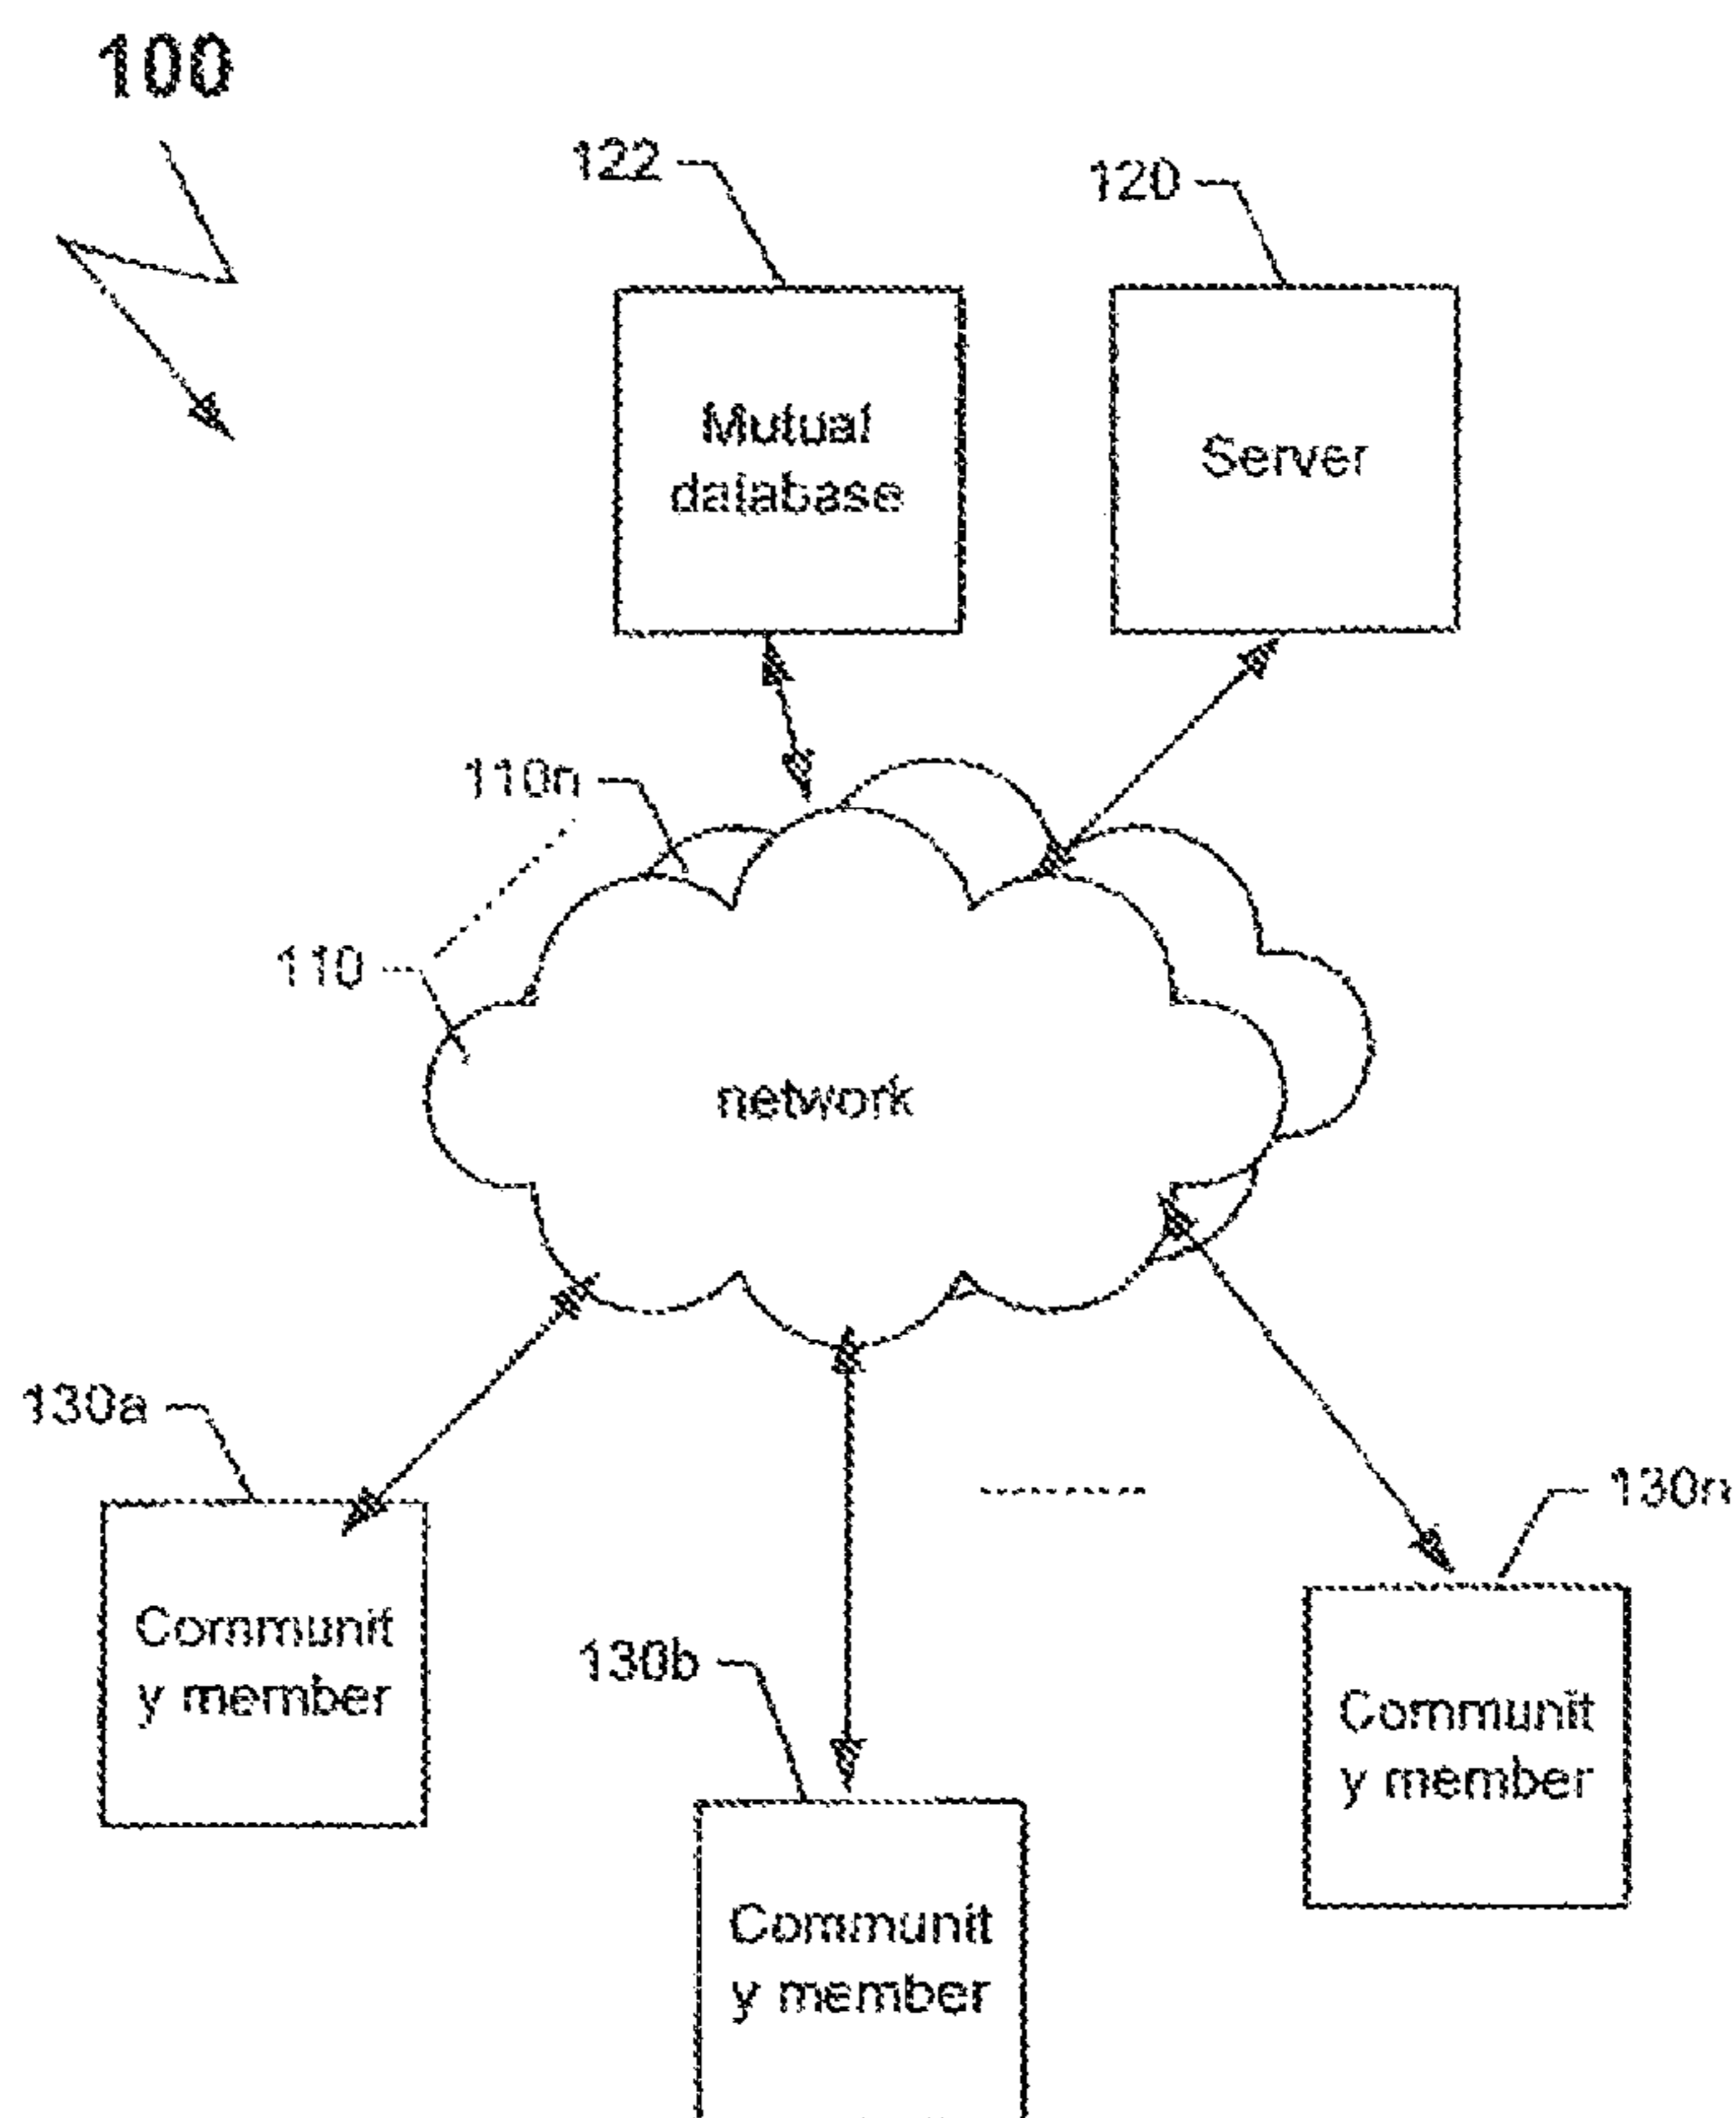 100
122
120
Mutual
database
Server
110n
110
network
130a
130n
Communit
y member
130b
Communit
y member
Communit
y member